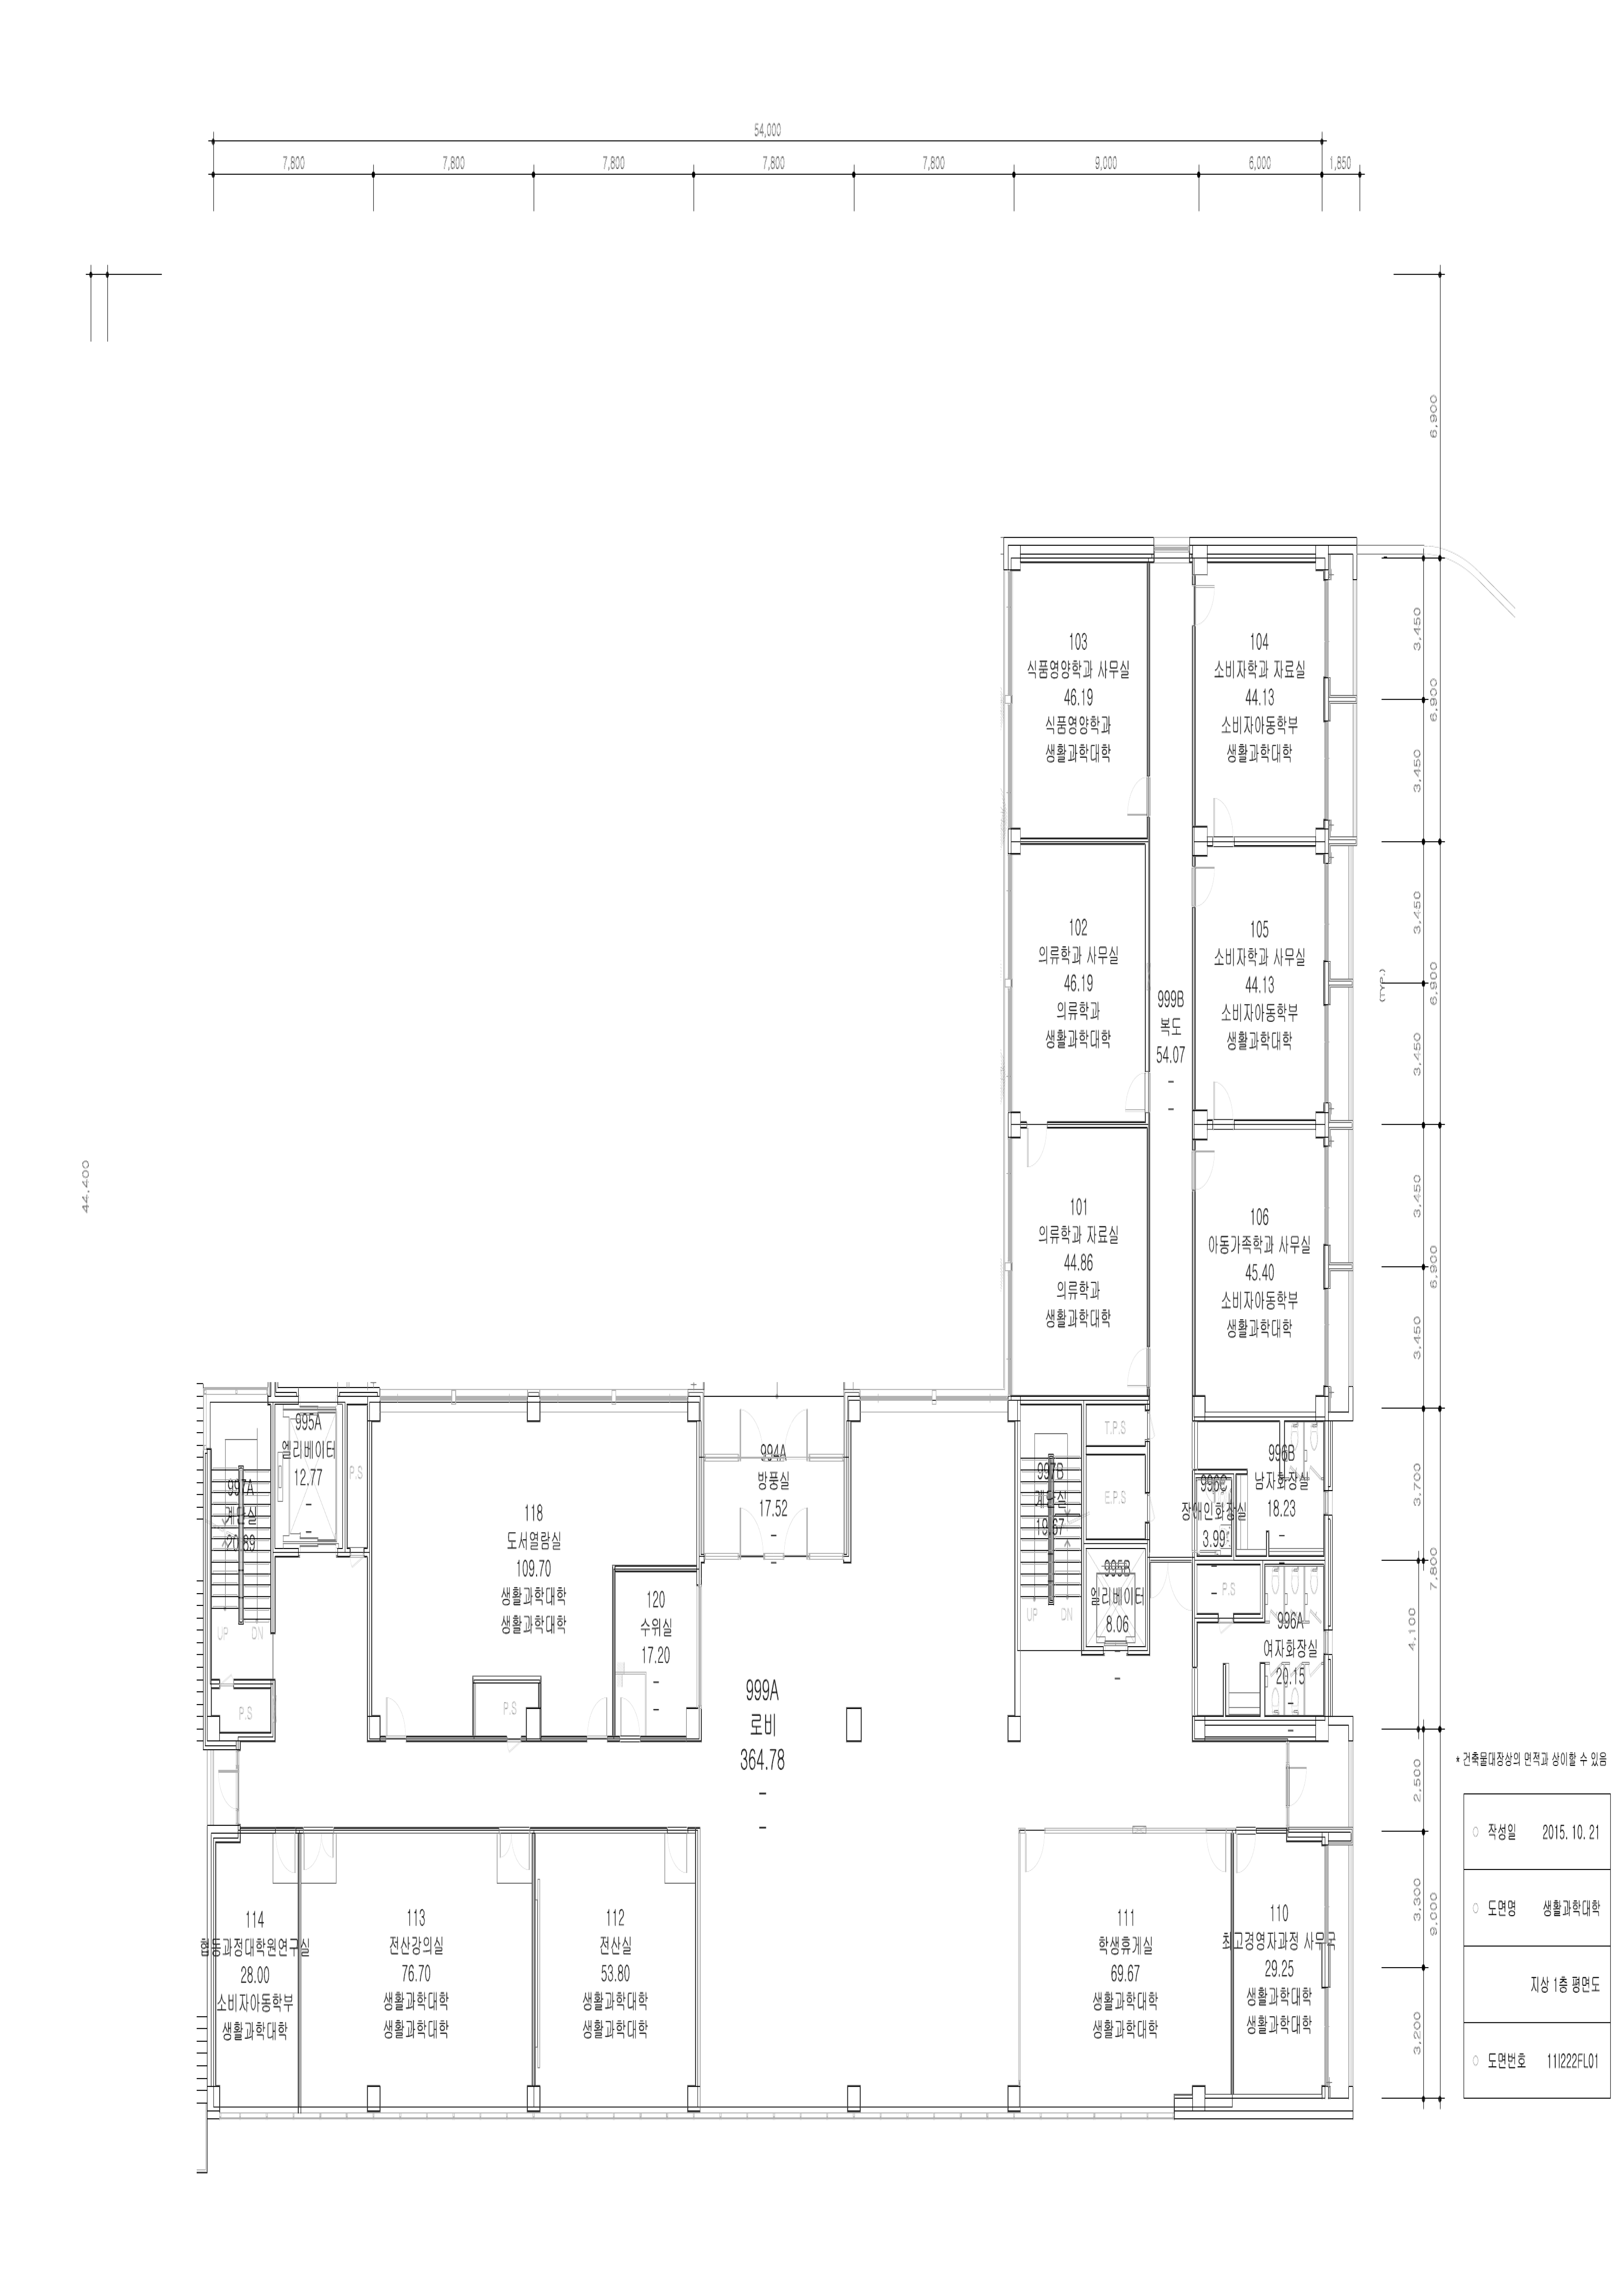 54,000
7,800
7,800
7,800
7,800
7,800
9,000
6,000
1,850
6,900
3,450
6,900
3,450
3,450
6,900
(TYP.)
3,450
3,450
6,900
3,450
44,400
103
식품영양학과 사무실
46.19
식품영양학과
생활과학대학
104
소비자학과 자료실
44.13
소비자아동학부
생활과학대학
102
의류학과 사무실
46.19
의류학과
생활과학대학
105
소비자학과 사무실
44.13
소비자아동학부
생활과학대학
999B
복도
54.07
-
-
101
의류학과 자료실
44.86
의류학과
생활과학대학
106
아동가족학과 사무실
45.40
소비자아동학부
생활과학대학
997A
계단실
20.89
UP
DN
P.S
995A
엘리베이터
12.77
-
-
P.S
118
도서열람실
109.70
생활과학대학
생활과학대학
P.S
120
수위실
17.20
-
-
994A
방풍실
17.52
-
-
997B
계단실
19.67
UP
DN
T.P.S
E.P.S
995B
엘리베이터
8.06
-
-
996C
장애인화장실
3.99
-
-
996B
남자화장실
18.23
-
-
P.S
996A
여자화장실
20.15
-
-
3,700
7,800
4,100
999A
로비
364.78
-
-
2,500
3,300
9,000
3,200
114
협동과정대학원연구실
28.00
소비자아동학부
생활과학대학
113
전산강의실
76.70
생활과학대학
생활과학대학
112
전산실
53.80
생활과학대학
생활과학대학
111
학생휴게실
69.67
생활과학대학
생활과학대학
110
최고경영자과정 사무국
29.25
생활과학대학
생활과학대학
* 건축물대장상의 면적과 상이할 수 있음
○ 작성일 2015. 10. 21
○ 도면명 생활과학대학
지상 1층 평면도
○ 도면번호 11I222FL01